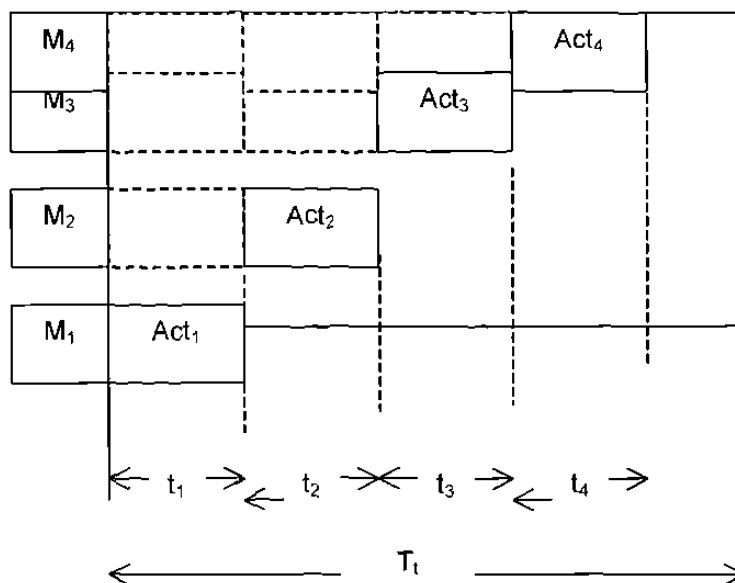 M₄ Act₄
M₃ Act₃
M₂ Act₂
M₁ Act₁
t₁ t₂ t₃ t₄
Tₜ